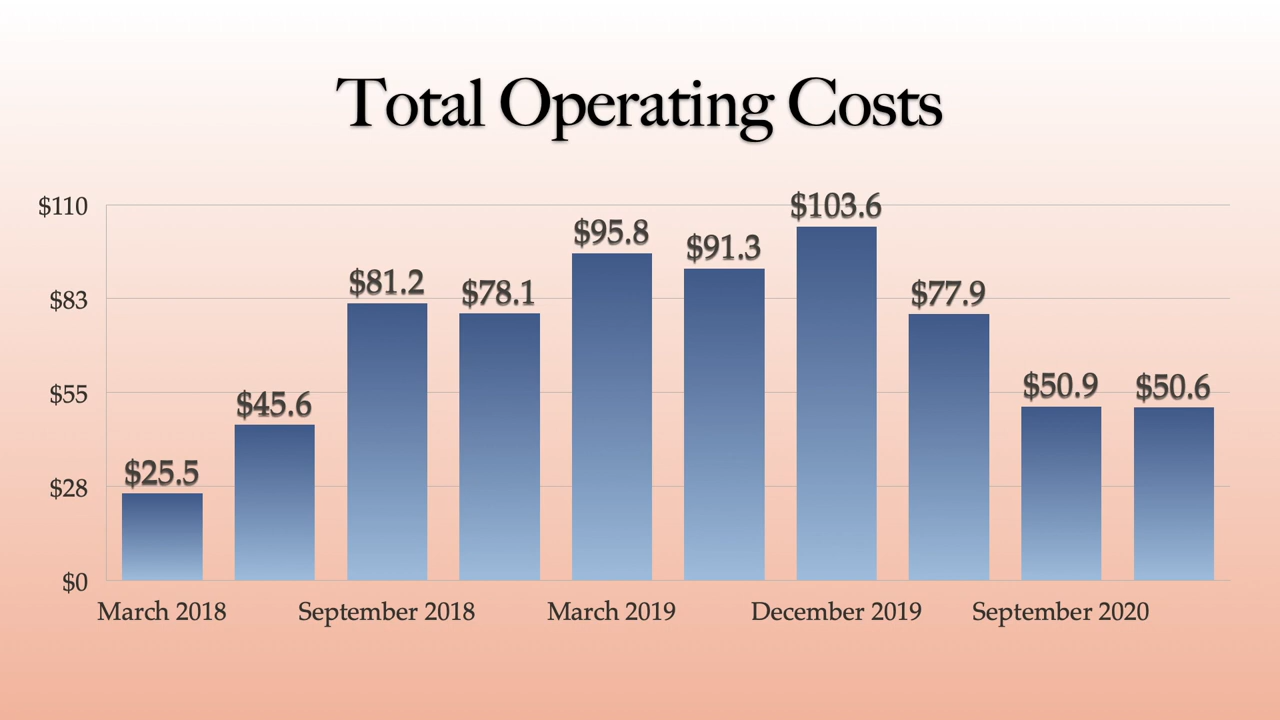 Total Operating Costs
$110
$83
$55
$28
$0
$25.5
$45.6
$81.2
$78.1
$95.8
$91.3
$103.6
$77.9
$50.9
$50.6
March 2018
September 2018
March 2019
December 2019
September 2020